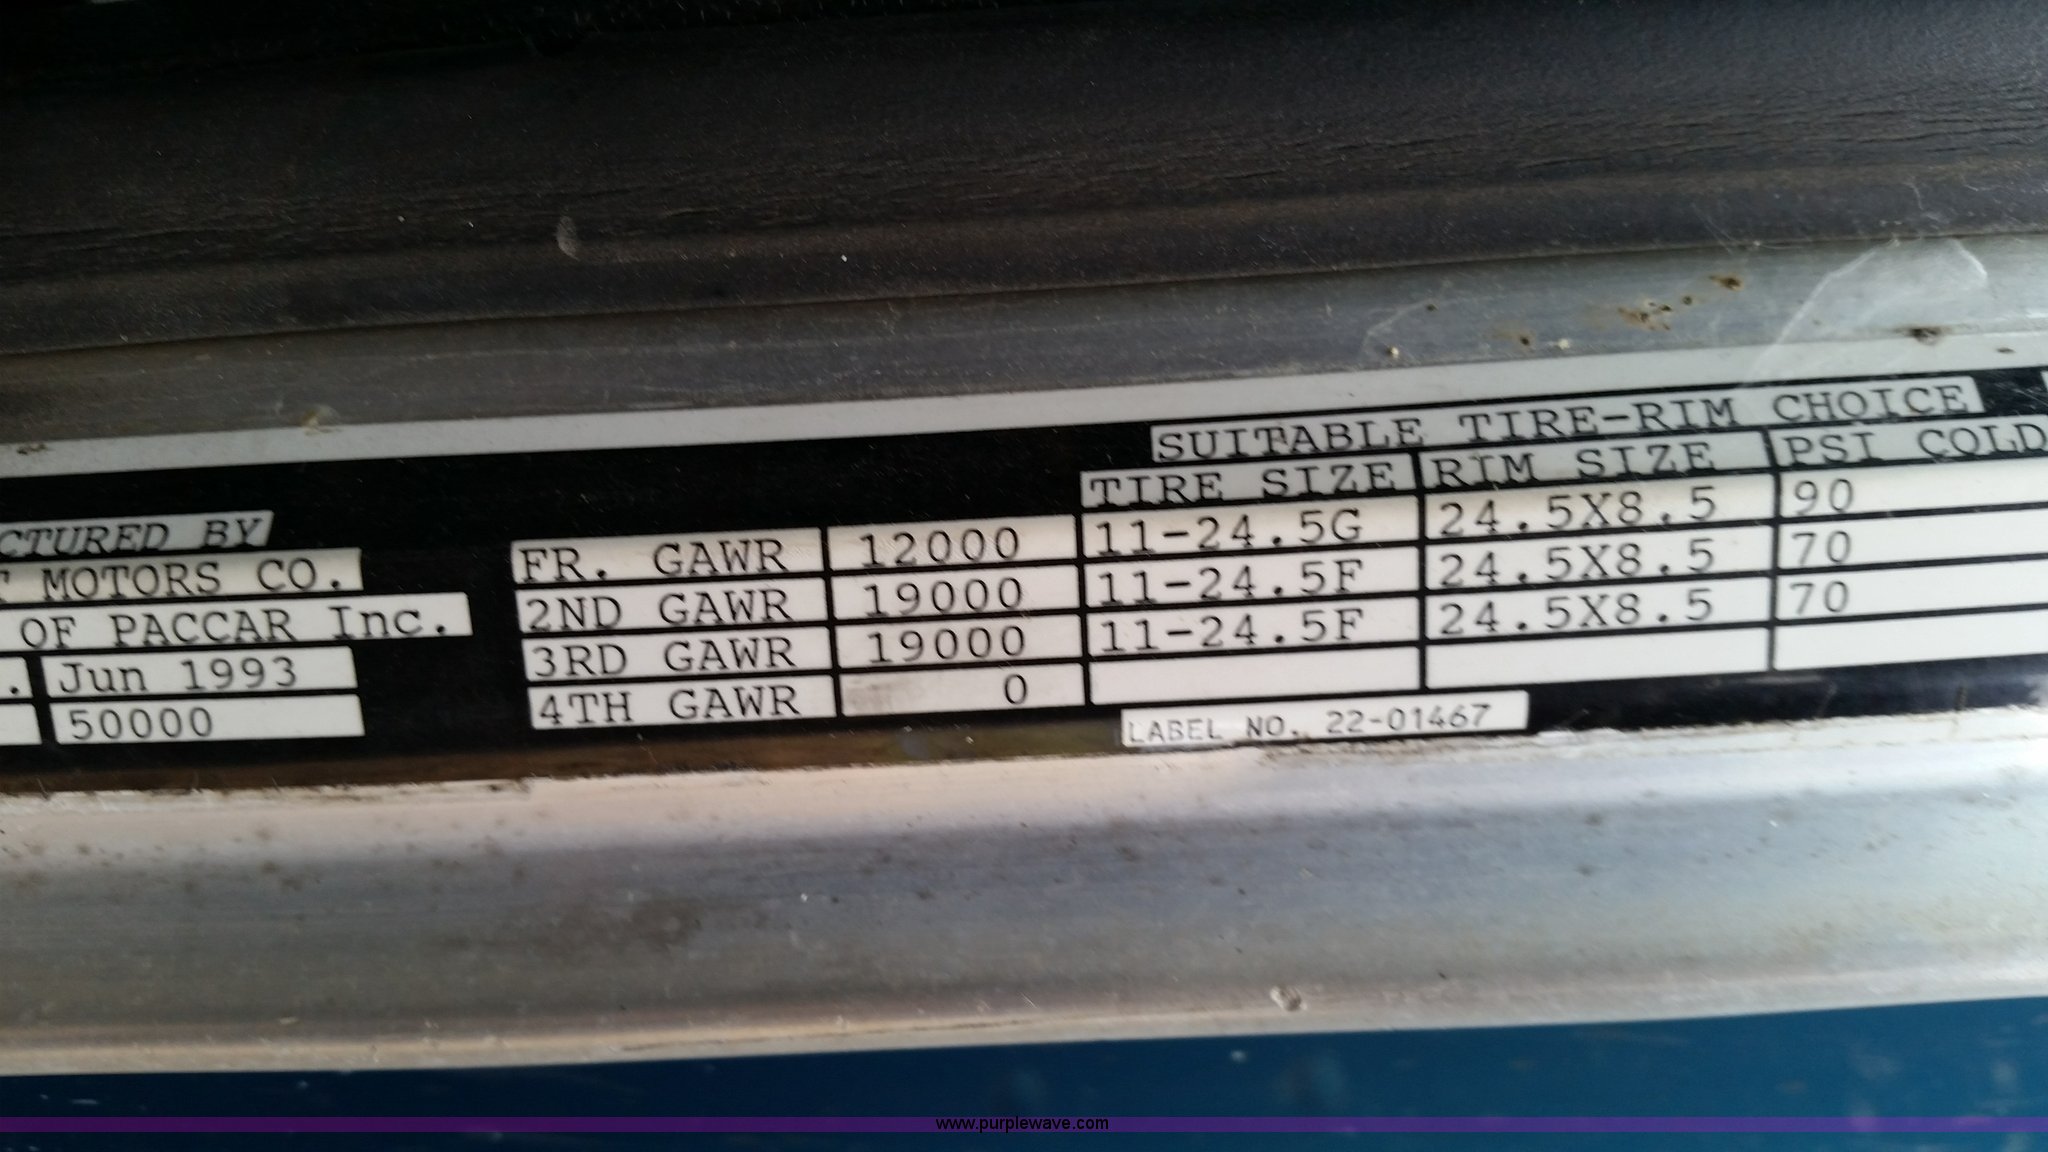 SUITABLE TIRE-RIM CHOICE
TIRE SIZE RIM SIZE PSI COLD
CTURED BY
FR. GAWR 12000 11-24.5G 24.5X8.5 90
MOTORS CO.
2ND GAWR 19000 11-24.5F 24.5X8.5 70
OF PACCAR Inc.
3RD GAWR 19000 11-24.5F 24.5X8.5 70
. Jun 1993
4TH GAWR 0
50000
LABEL NO. 22-01467
www.purplewave.com